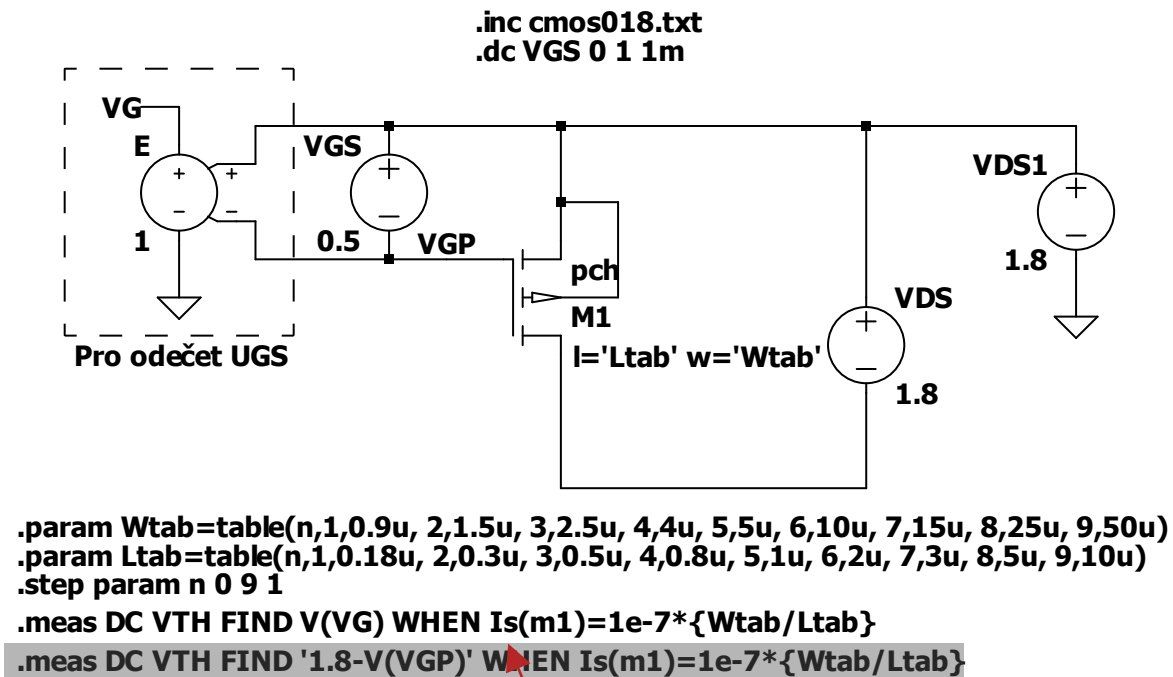 .inc cmos018.txt
.dc VGS 0 1 1m
VG
E
+
+
−
−
1
Pro odečet UGS
VGS
+
−
0.5
VGP
pch
M1
l='Ltab' w='Wtab'
VDS
+
−
1.8
VDS1
+
−
1.8
.param Wtab=table(n,1,0.9u, 2,1.5u, 3,2.5u, 4,4u, 5,5u, 6,10u, 7,15u, 8,25u, 9,50u)
.param Ltab=table(n,1,0.18u, 2,0.3u, 3,0.5u, 4,0.8u, 5,1u, 6,2u, 7,3u, 8,5u, 9,10u)
.step param n 0 9 1
.meas DC VTH FIND V(VG) WHEN Is(m1)=1e-7*{Wtab/Ltab}
.meas DC VTH FIND '1.8-V(VGP)' WHEN Is(m1)=1e-7*{Wtab/Ltab}